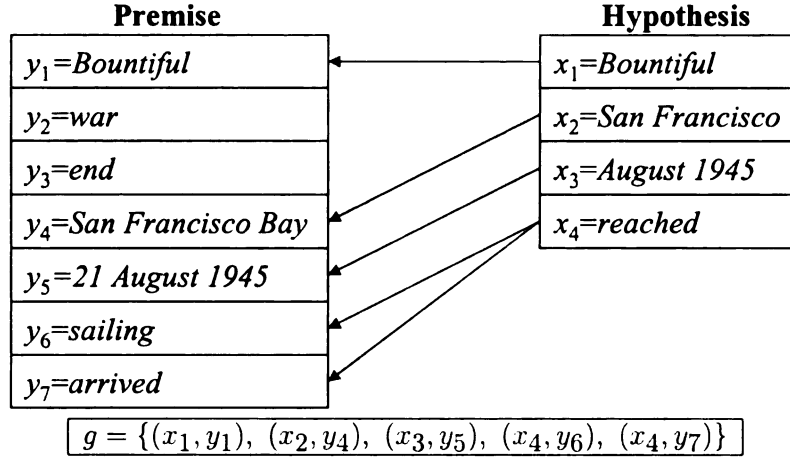 Premise
y1=Bountiful
y2=war
y3=end
y4=San Francisco Bay
y5=21 August 1945
y6=sailing
y7=arrived
Hypothesis
x1=Bountiful
x2=San Francisco
x3=August 1945
x4=reached
g = {(x1, y1), (x2, y4), (x3, y5), (x4, y6), (x4, y7)}